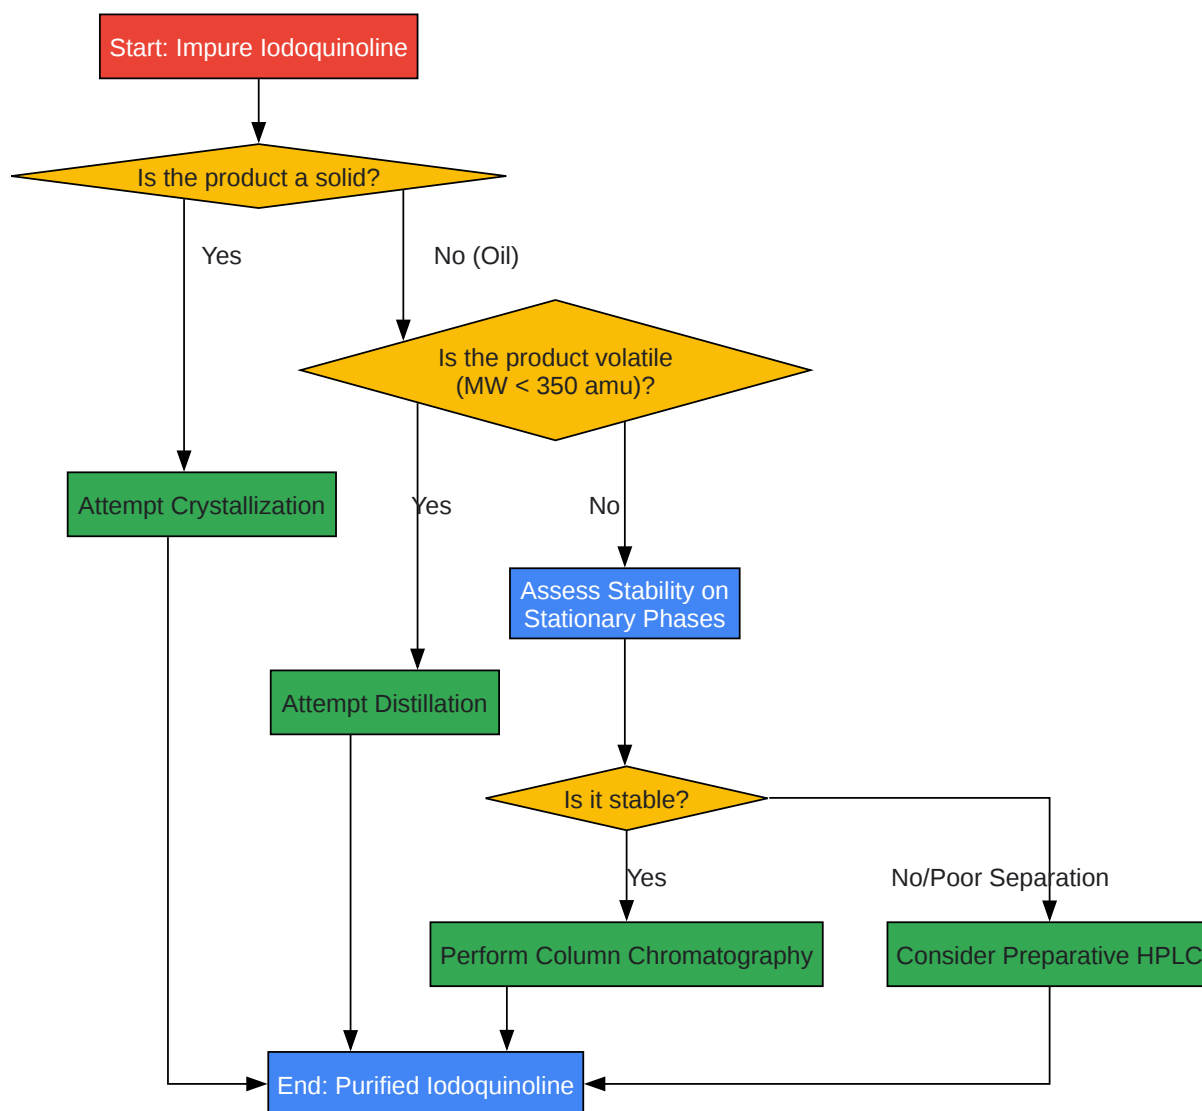 Start: Impure Iodoquinoline
Is the product a solid?
Yes
No (Oil)
Is the product volatile
(MW < 350 amu)?
Attempt Crystallization
Yes
No
Assess Stability on
Stationary Phases
Attempt Distillation
Is it stable?
Yes
No/Poor Separation
Perform Column Chromatography
Consider Preparative HPLC
End: Purified Iodoquinoline